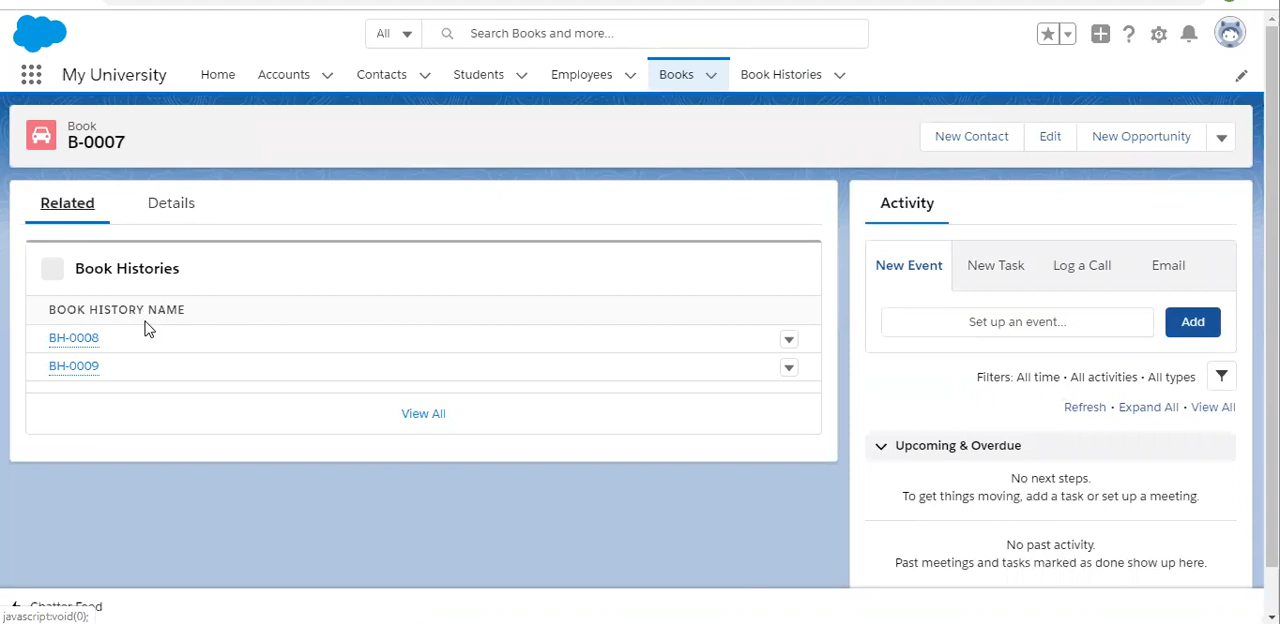 All
Search Books and more...
My University
Home
Accounts
Contacts
Students
Employees
Books
Book Histories
Book
B-0007
New Contact
Edit
New Opportunity
Related
Details
Book Histories
BOOK HISTORY NAME
BH-0008
BH-0009
View All
Activity
New Event
New Task
Log a Call
Email
Set up an event...
Add
Filters: All time • All activities • All types
Refresh • Expand All • View All
Upcoming & Overdue
No next steps.
To get things moving, add a task or set up a meeting.
No past activity.
Past meetings and tasks marked as done show up here.
Chatter Feed
javascript:void(0);